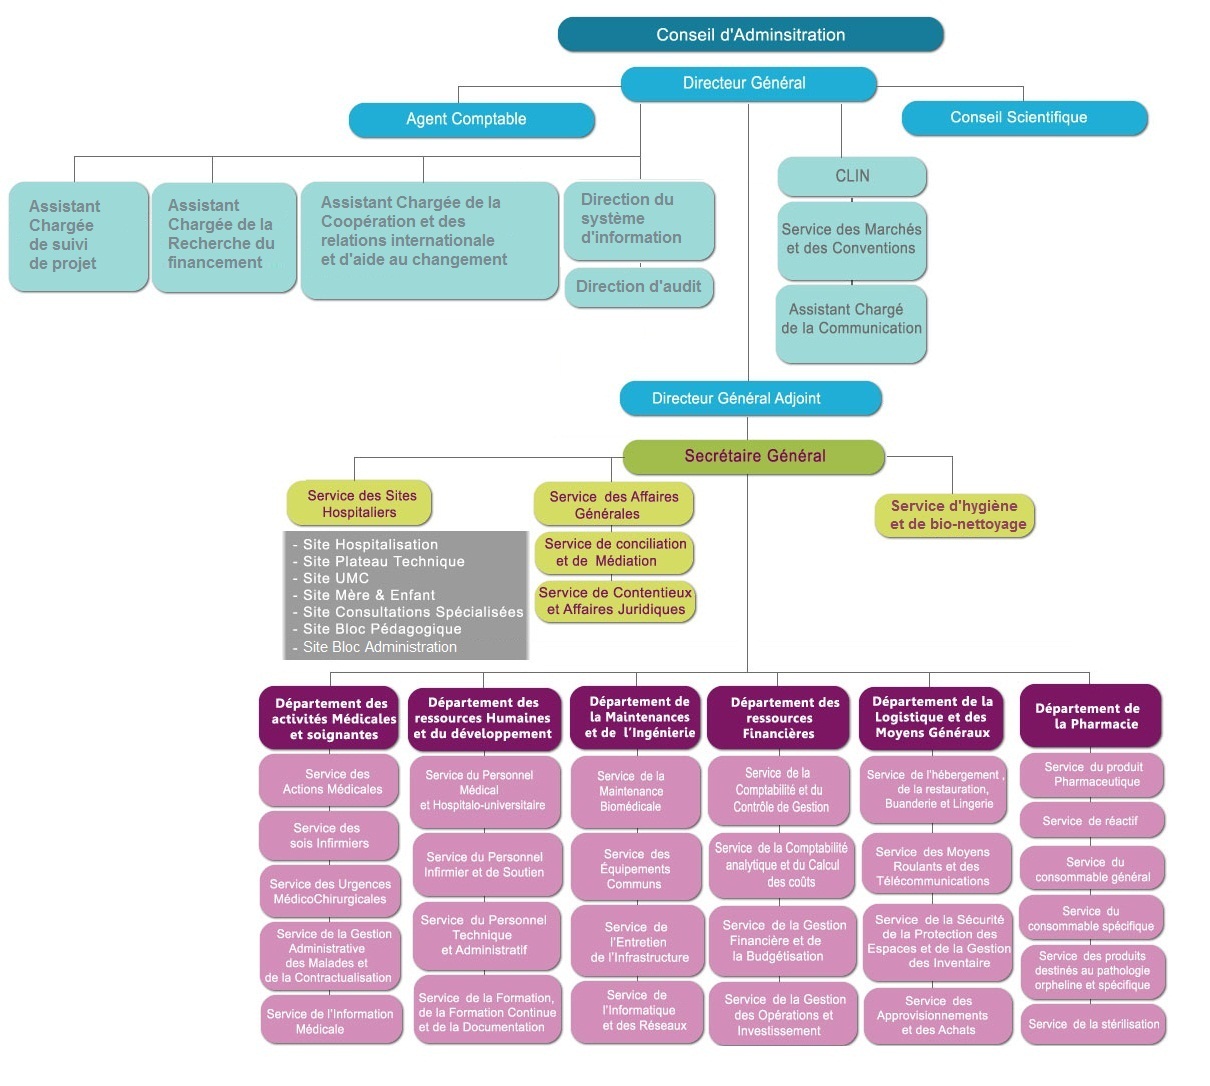 Conseil d'Adminsitration
Directeur Général
Agent Comptable
Conseil Scientifique
Assistant
Chargée
de suivi
de projet
Assistant
Chargée de la
Recherche du
financement
Assistant Chargée de la
Coopération et des
relations internationale
et d'aide au changement
Direction du
système
d'information
Direction d'audit
CLIN
Service des Marchés
et des Conventions
Assistant Chargé
de la Communication
Directeur Général Adjoint
Secrétaire Général
Service des Sites
Hospitaliers
- Site Hospitalisation
- Site Plateau Technique
- Site UMC
- Site Mère & Enfant
- Site Consultations Spécialisées
- Site Bloc Pédagogique
- Site Bloc Administration
Service des Affaires
Générales
Service de conciliation
et de Médiation
Service de Contentieux
et Affaires Juridiques
Service d'hygiène
et de bio-nettoyage
Département des
activités Médicales
et soignantes
Service des
Actions Médicales
Service des
sois Infirmiers
Service des Urgences
MédicoChirurgicales
Service de la Gestion
Administrative
des Malades et
de la Contractualisation
Service de l'Information
Médicale
Département des
ressources Humaines
et du développement
Service du Personnel
Médical
et Hospitalo-universitaire
Service du Personnel
Infirmier et de Soutien
Service du Personnel
Technique
et Administratif
Service de la Formation,
de la Formation Continue
et de la Documentation
Département de
la Maintenances
et de l'Ingénierie
Service de la
Maintenance
Biomédicale
Service des
Équipements
Communs
Service de
l'Entretien
de l'Infrastructure
Service de
l'Informatique
et des Réseaux
Département des
ressources
Financières
Service de la
Comptabilité et du
Contrôle de Gestion
Service de la Comptabilité
analytique et du Calcul
des coûts
Service de la Gestion
Financière et de
la Budgétisation
Service de la Gestion
des Opérations et
Investissement
Département de la
Logistique et des
Moyens Généraux
Service de l'hébergement ,
de la restauration,
Buanderie et Lingerie
Service des Moyens
Roulants et des
Télécommunications
Service de la Sécurité
de la Protection des
Espaces et de la Gestion
des Inventaire
Service des
Approvisionnements
et des Achats
Département de
la Pharmacie
Service du produit
Pharmaceutique
Service de réactif
Service du
consommable général
Service du
consommable spécifique
Service des produits
destinés au pathologie
orpheline et spécifique
Service de la stérilisation